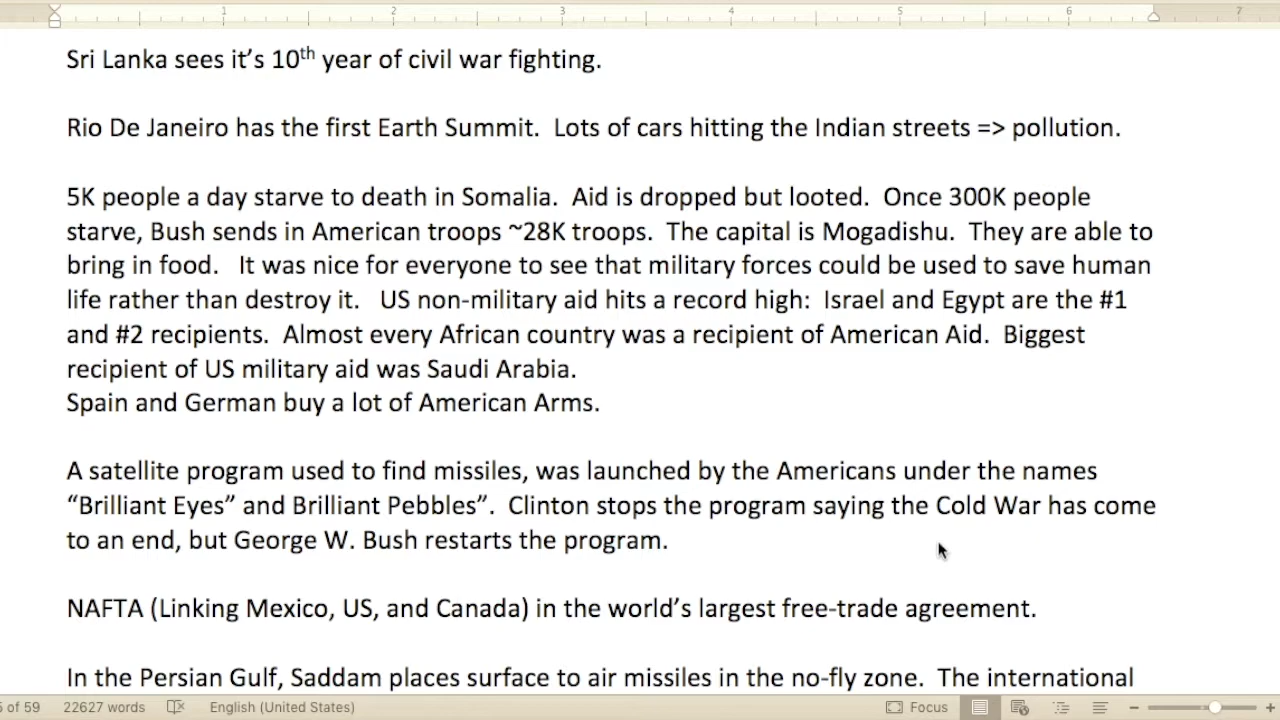 1 2 3 4 5 6 7
Sri Lanka sees it’s 10th year of civil war fighting.
Rio De Janeiro has the first Earth Summit.  Lots of cars hitting the Indian streets => pollution.
5K people a day starve to death in Somalia.  Aid is dropped but looted.  Once 300K people
starve, Bush sends in American troops ~28K troops.  The capital is Mogadishu.  They are able to
bring in food.   It was nice for everyone to see that military forces could be used to save human
life rather than destroy it.   US non-military aid hits a record high:  Israel and Egypt are the #1
and #2 recipients.  Almost every African country was a recipient of American Aid.  Biggest
recipient of US military aid was Saudi Arabia.
Spain and German buy a lot of American Arms.
A satellite program used to find missiles, was launched by the Americans under the names
“Brilliant Eyes” and Brilliant Pebbles”.  Clinton stops the program saying the Cold War has come
to an end, but George W. Bush restarts the program.
NAFTA (Linking Mexico, US, and Canada) in the world’s largest free-trade agreement.
In the Persian Gulf, Saddam places surface to air missiles in the no-fly zone.  The international
of 59 22627 words English (United States) Focus